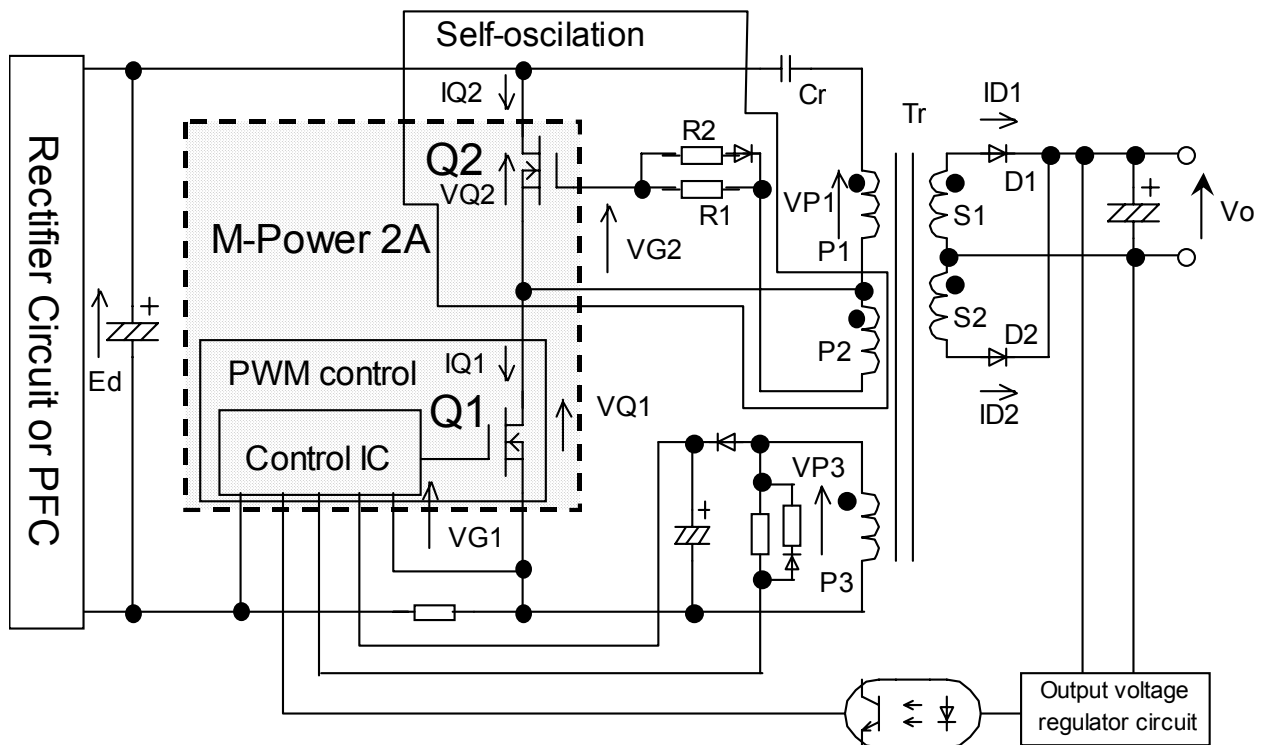 Self-oscilation
Rectifier Circuit or PFC
IQ2
Cr
Tr
ID1
R2
Q2
VQ2
R1
VP1
D1
S1
Vo
M-Power 2A
VG2
P1
+
+
Ed
S2
P2
D2
IQ1
PWM control
Q1
VQ1
ID2
Control IC
VP3
+
VG1
P3
Output voltage
regulator circuit